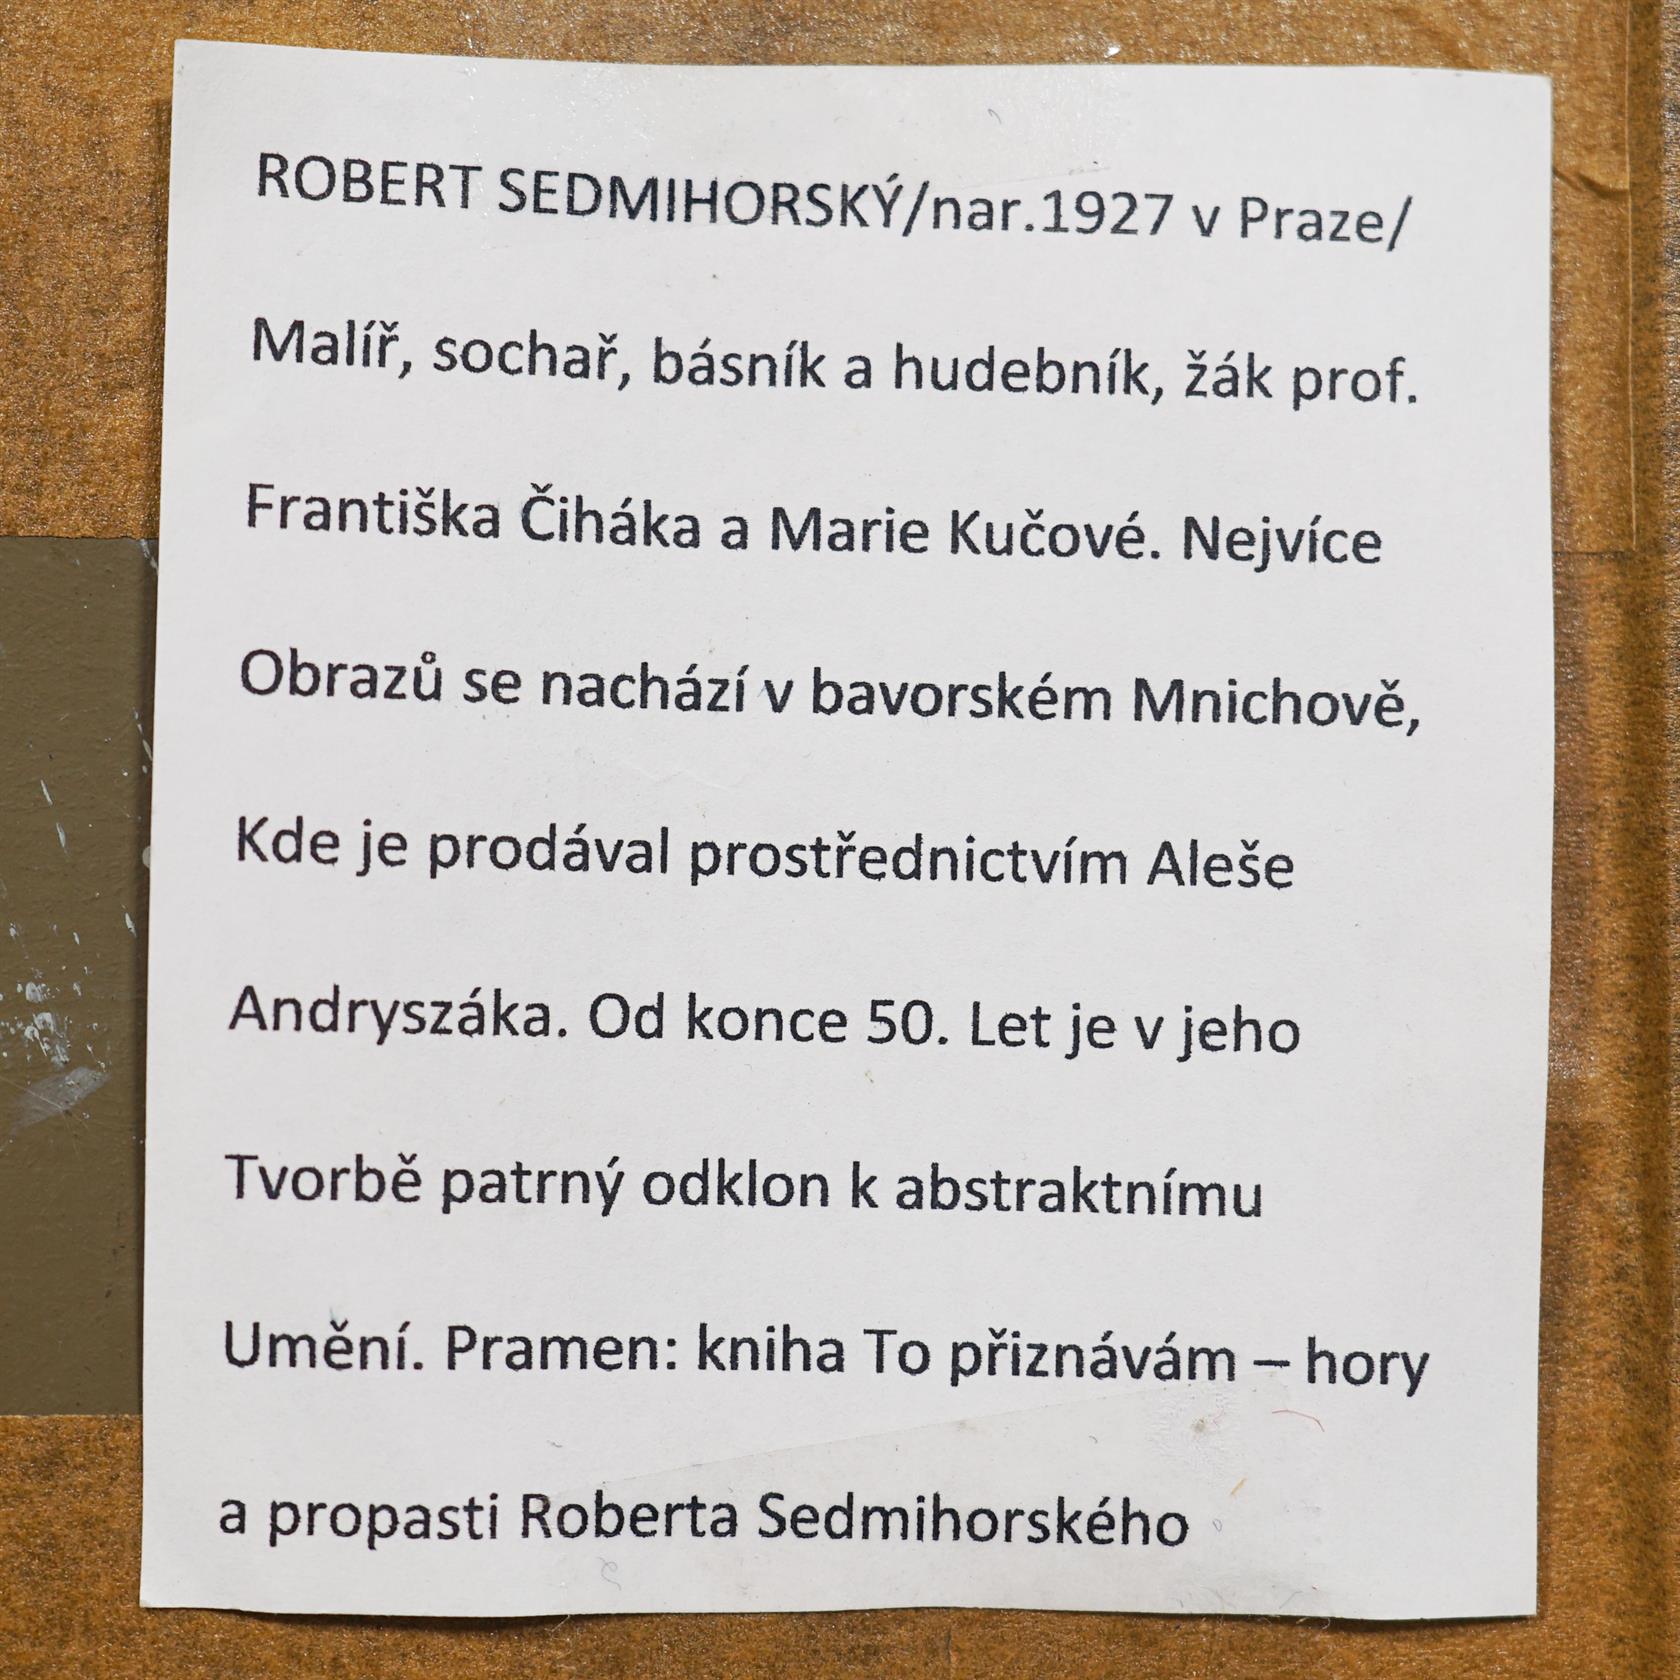 ROBERT SEDMIHORSKÝ/nar.1927 v Praze/
Malíř, sochař, básník a hudebník, žák prof.
Františka Čiháka a Marie Kučové. Nejvíce
Obrazů se nachází v bavorském Mnichově,
Kde je prodával prostřednictvím Aleše
Andryszáka. Od konce 50. Let je v jeho
Tvorbě patrný odklon k abstraktnímu
Umění. Pramen: kniha To přiznávám – hory
a propasti Roberta Sedmihorského